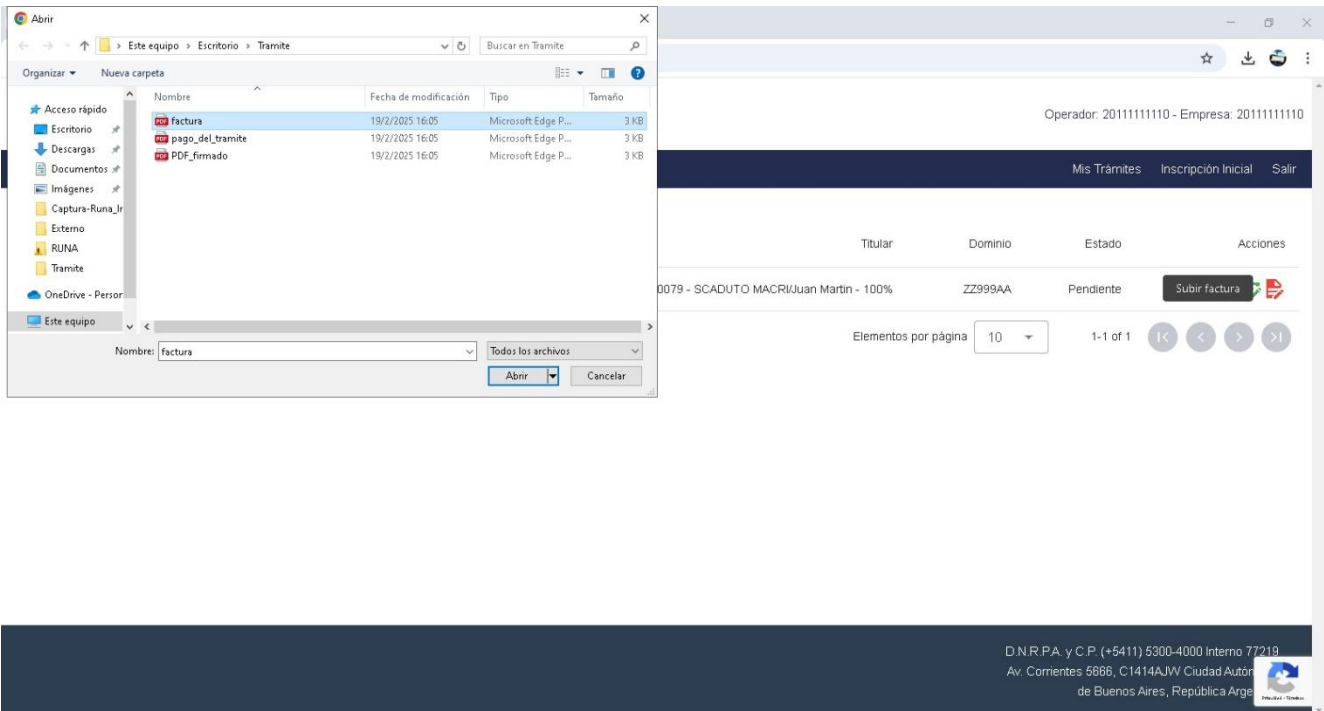 Abrir
Este equipo > Escritorio > Tramite
Buscar en Tramite
Organizar
Nueva carpeta
Nombre Fecha de modificación Tipo Tamaño
factura 19/2/2025 16:05 Microsoft Edge P... 3 KB
pago_del_tramite 19/2/2025 16:05 Microsoft Edge P... 3 KB
PDF_firmado 19/2/2025 16:05 Microsoft Edge P... 3 KB
Acceso rápido
Escritorio
Descargas
Documentos
Imágenes
Captura-Runa_Ir
Externo
RUNA
Tramite
OneDrive - Person
Este equipo
Nombre: factura
Todos los archivos
Abrir
Cancelar
Operador: 20111111110 - Empresa: 20111111110
Mis Trámites Inscripción Inicial Salir
Titular Dominio Estado Acciones
0079 - SCADUTO MACRI/Juan Martin - 100% ZZ999AA Pendiente Subir factura
Elementos por página 10 1-1 of 1
D.N.R.P.A. y C.P. (+5411) 5300-4000 Interno 77219
Av. Corrientes 5666, C1414AJW Ciudad Autón
de Buenos Aires, República Arge